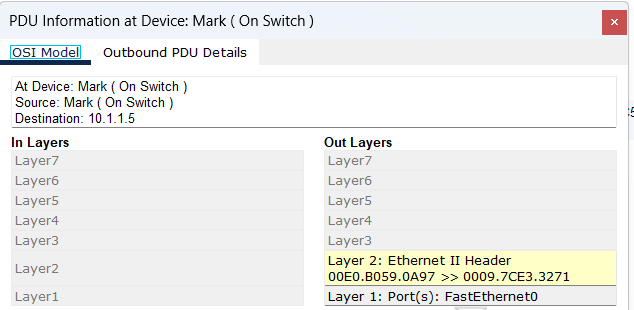 PDU Information at Device: Mark ( On Switch )
OSI Model Outbound PDU Details
At Device: Mark ( On Switch )
Source: Mark ( On Switch )
Destination: 10.1.1.5
In Layers
Layer7
Layer6
Layer5
Layer4
Layer3
Layer2
Layer1
Out Layers
Layer7
Layer6
Layer5
Layer4
Layer3
Layer 2: Ethernet II Header
00E0.B059.0A97 >> 0009.7CE3.3271
Layer 1: Port(s): FastEthernet0